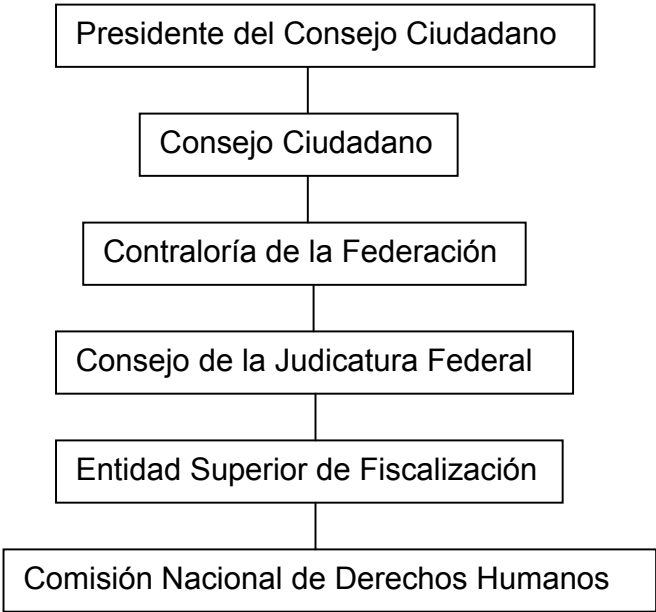 Presidente del Consejo Ciudadano
Consejo Ciudadano
Contraloría de la Federación
Consejo de la Judicatura Federal
Entidad Superior de Fiscalización
Comisión Nacional de Derechos Humanos